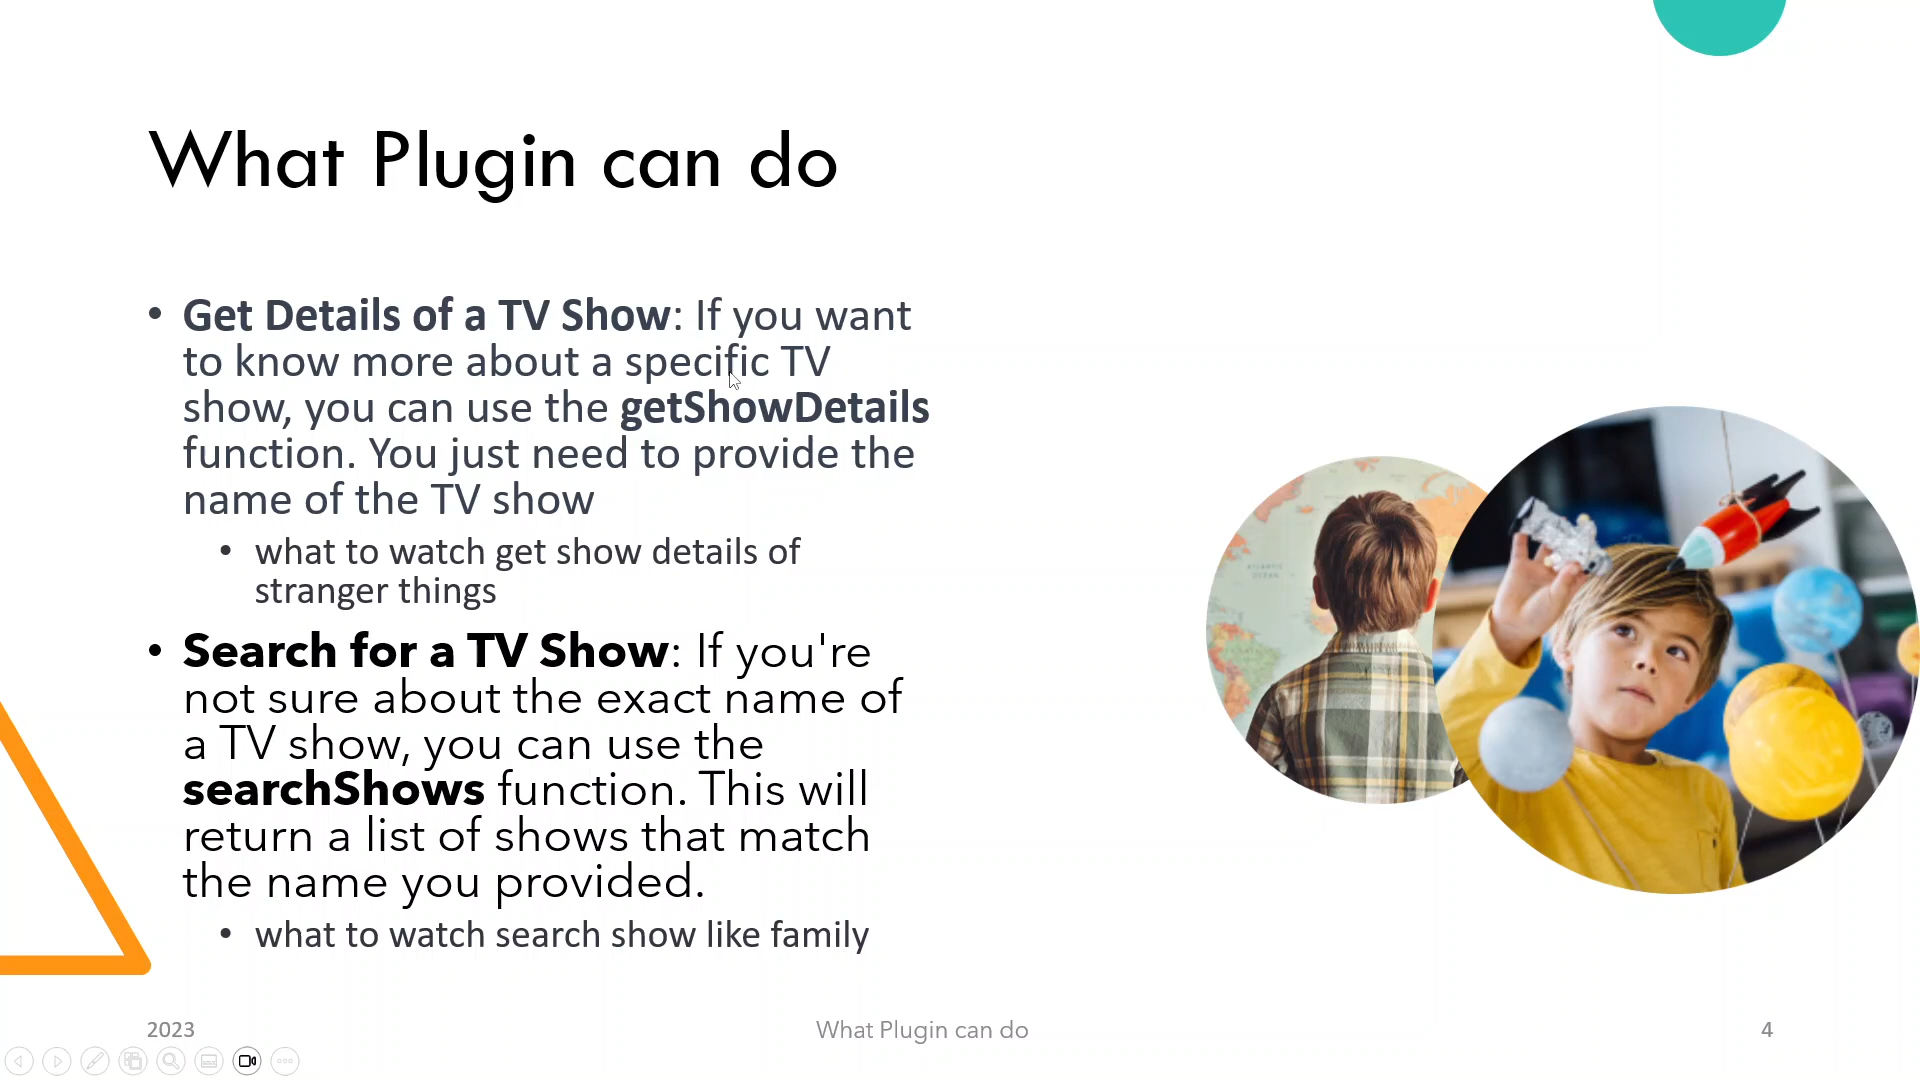 What Plugin can do
• Get Details of a TV Show: If you want
to know more about a specific TV
show, you can use the getShowDetails
function. You just need to provide the
name of the TV show
• what to watch get show details of
stranger things
• Search for a TV Show: If you're
not sure about the exact name of
a TV show, you can use the
searchShows function. This will
return a list of shows that match
the name you provided.
• what to watch search show like family
ATLANTIC
OCEAN
2023
What Plugin can do
4